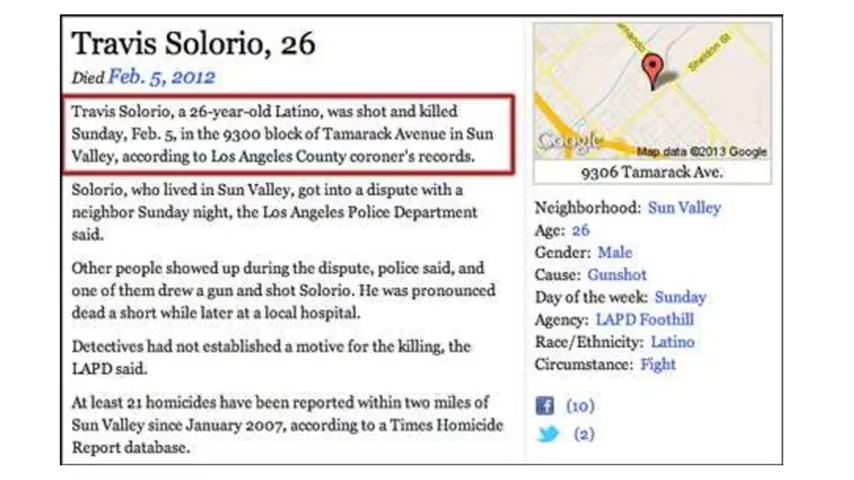 Travis Solorio, 26
Died Feb. 5, 2012
Travis Solorio, a 26-year-old Latino, was shot and killed
Sunday, Feb. 5, in the 9300 block of Tamarack Avenue in Sun
Valley, according to Los Angeles County coroner's records.
Solorio, who lived in Sun Valley, got into a dispute with a
neighbor Sunday night, the Los Angeles Police Department
said.
Other people showed up during the dispute, police said, and
one of them drew a gun and shot Solorio. He was pronounced
dead a short while later at a local hospital.
Detectives had not established a motive for the killing, the
LAPD said.
At least 21 homicides have been reported within two miles of
Sun Valley since January 2007, according to a Times Homicide
Report database.
Sheldon St
Google
Map data ©2013 Google
9306 Tamarack Ave.
Neighborhood: Sun Valley
Age: 26
Gender: Male
Cause: Gunshot
Day of the week: Sunday
Agency: LAPD Foothill
Race/Ethnicity: Latino
Circumstance: Fight
(10)
(2)